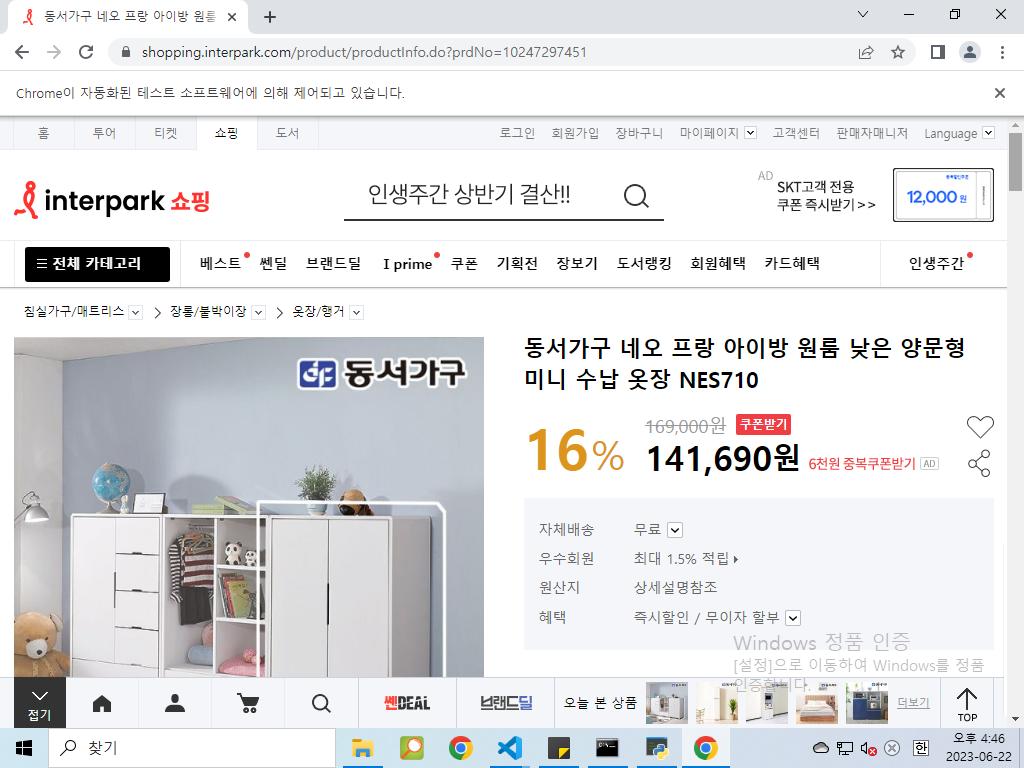 동서가구 네오 프랑 아이방 원룸
shopping.interpark.com/product/productInfo.do?prdNo=10247297451
Chrome이 자동화된 테스트 소프트웨어에 의해 제어되고 있습니다.
홈 투어 티켓 쇼핑 도서 로그인 회원가입 장바구니 마이페이지 고객센터 판매자매니저 Language
interpark 쇼핑
인생주간 상반기 결산!!
AD SKT고객 전용
쿠폰 즉시받기>>
12,000원
전체 카테고리 베스트 쎈딜 브랜드딜 I prime 쿠폰 기획전 장보기 도서랭킹 회원혜택 카드혜택 인생주간
침실가구/매트리스 > 장롱/붙박이장 > 옷장/행거
동서가구
동서가구 네오 프랑 아이방 원룸 낮은 양문형
미니 수납 옷장 NES710
16%
169,000원 쿠폰받기
141,690원 6천원 중복쿠폰받기 AD
자체배송 무료
우수회원 최대 1.5% 적립
원산지 상세설명참조
혜택 즉시할인 / 무이자 할부
Windows 정품 인증
[설정]으로 이동하여 Windows를 정품
인증합니다.
접기
쎈DEAL
브랜드딜
오늘 본 상품
더보기
TOP
찾기
한
오후 4:46
2023-06-22